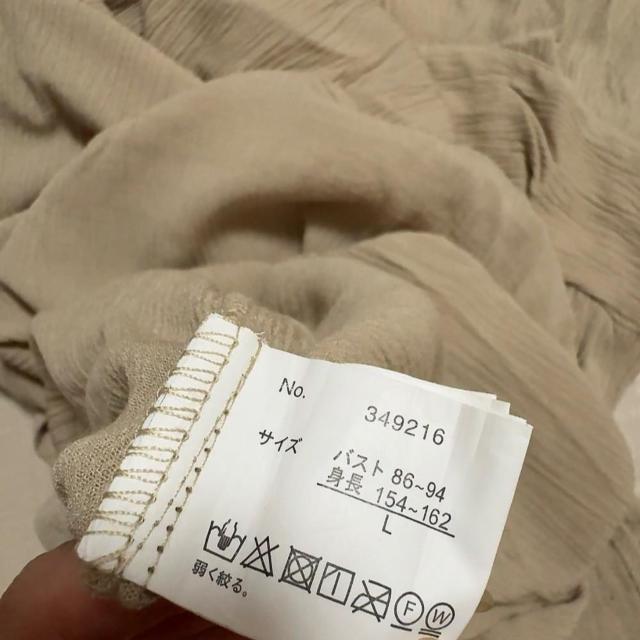 No. 349216
サイズ バスト 86~94
身長 154~162
L
F W
弱く絞る。